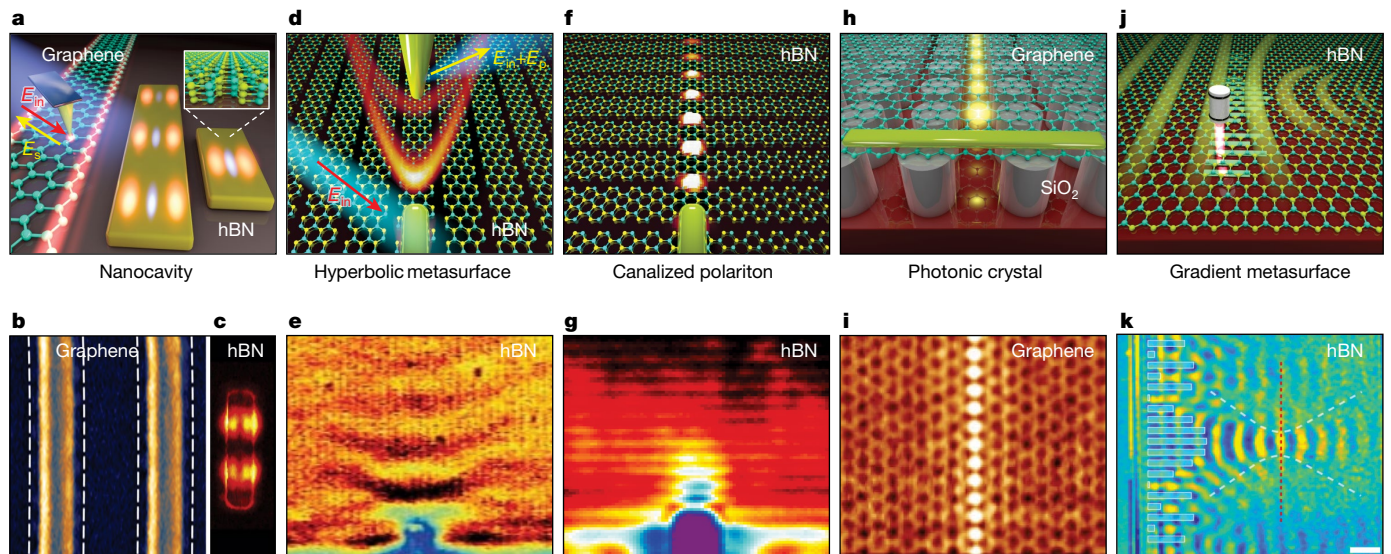 a
Graphene
E_in
E_s
hBN
Nanocavity
d
E_in+E_p
E_in
hBN
Hyperbolic metasurface
f
hBN
Canalized polariton
h
Graphene
SiO₂
Photonic crystal
j
hBN
Gradient metasurface
b
Graphene
c
hBN
e
hBN
g
hBN
i
Graphene
k
hBN